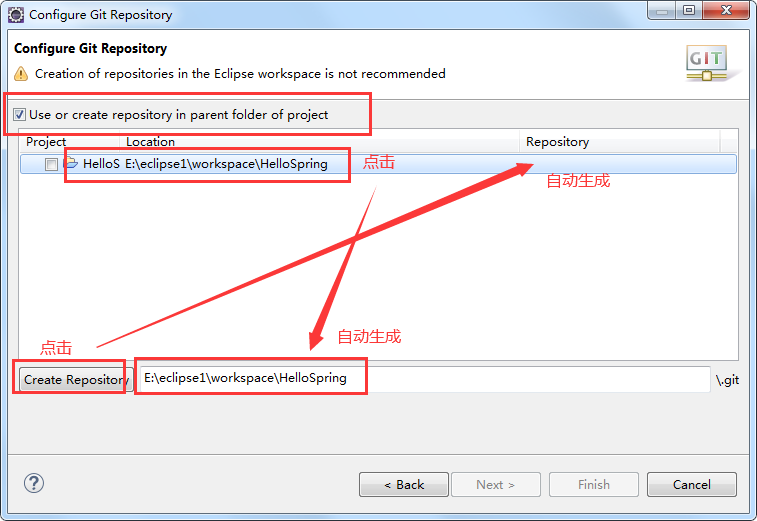 Configure Git Repository
Configure Git Repository
Creation of repositories in the Eclipse workspace is not recommended
GIT
Use or create repository in parent folder of project
Project Location Repository
HelloS E:\eclipse1\workspace\HelloSpring
点击
自动生成
自动生成
点击
Create Repository E:\eclipse1\workspace\HelloSpring \.git
? < Back Next > Finish Cancel